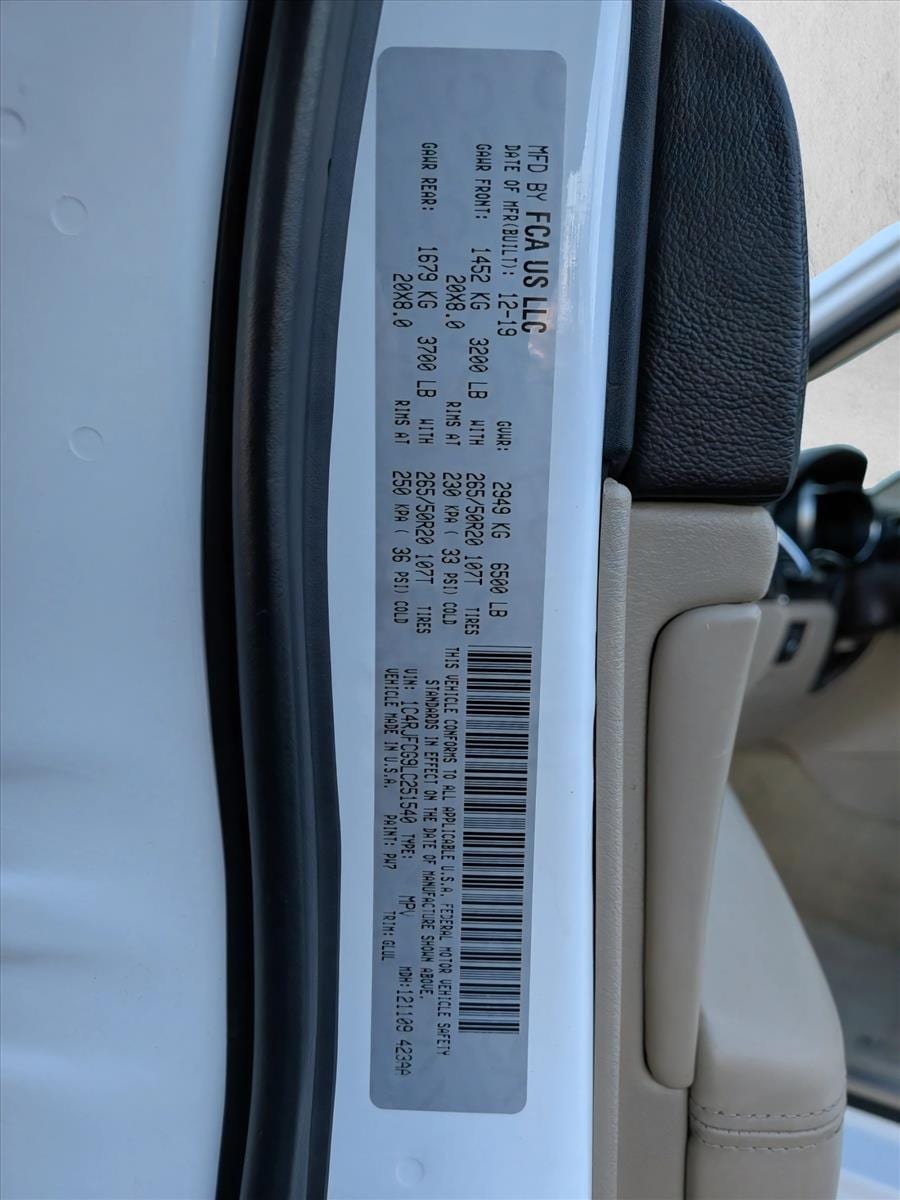 MFD BY FCA US LLC
DATE OF MFR(BUILT): 12-19 GVWR: 2949 KG 6500 LB
GAWR FRONT: 1452 KG 3200 LB WITH 265/50R20 107T TIRES
20X8.0 RIMS AT 230 KPA ( 33 PSI) COLD
GAWR REAR: 1679 KG 3700 LB WITH 265/50R20 107T TIRES
20X8.0 RIMS AT 250 KPA ( 36 PSI) COLD
THIS VEHICLE CONFORMS TO ALL APPLICABLE U.S.A. FEDERAL MOTOR VEHICLE SAFETY
STANDARDS IN EFFECT ON THE DATE OF MANUFACTURE SHOWN ABOVE.
VIN: 1C4RJFCG9LC251540 TYPE: MPV MDH:121109 423AA
VEHICLE MADE IN U.S.A. PAINT: PW7 TRIM: GLUL